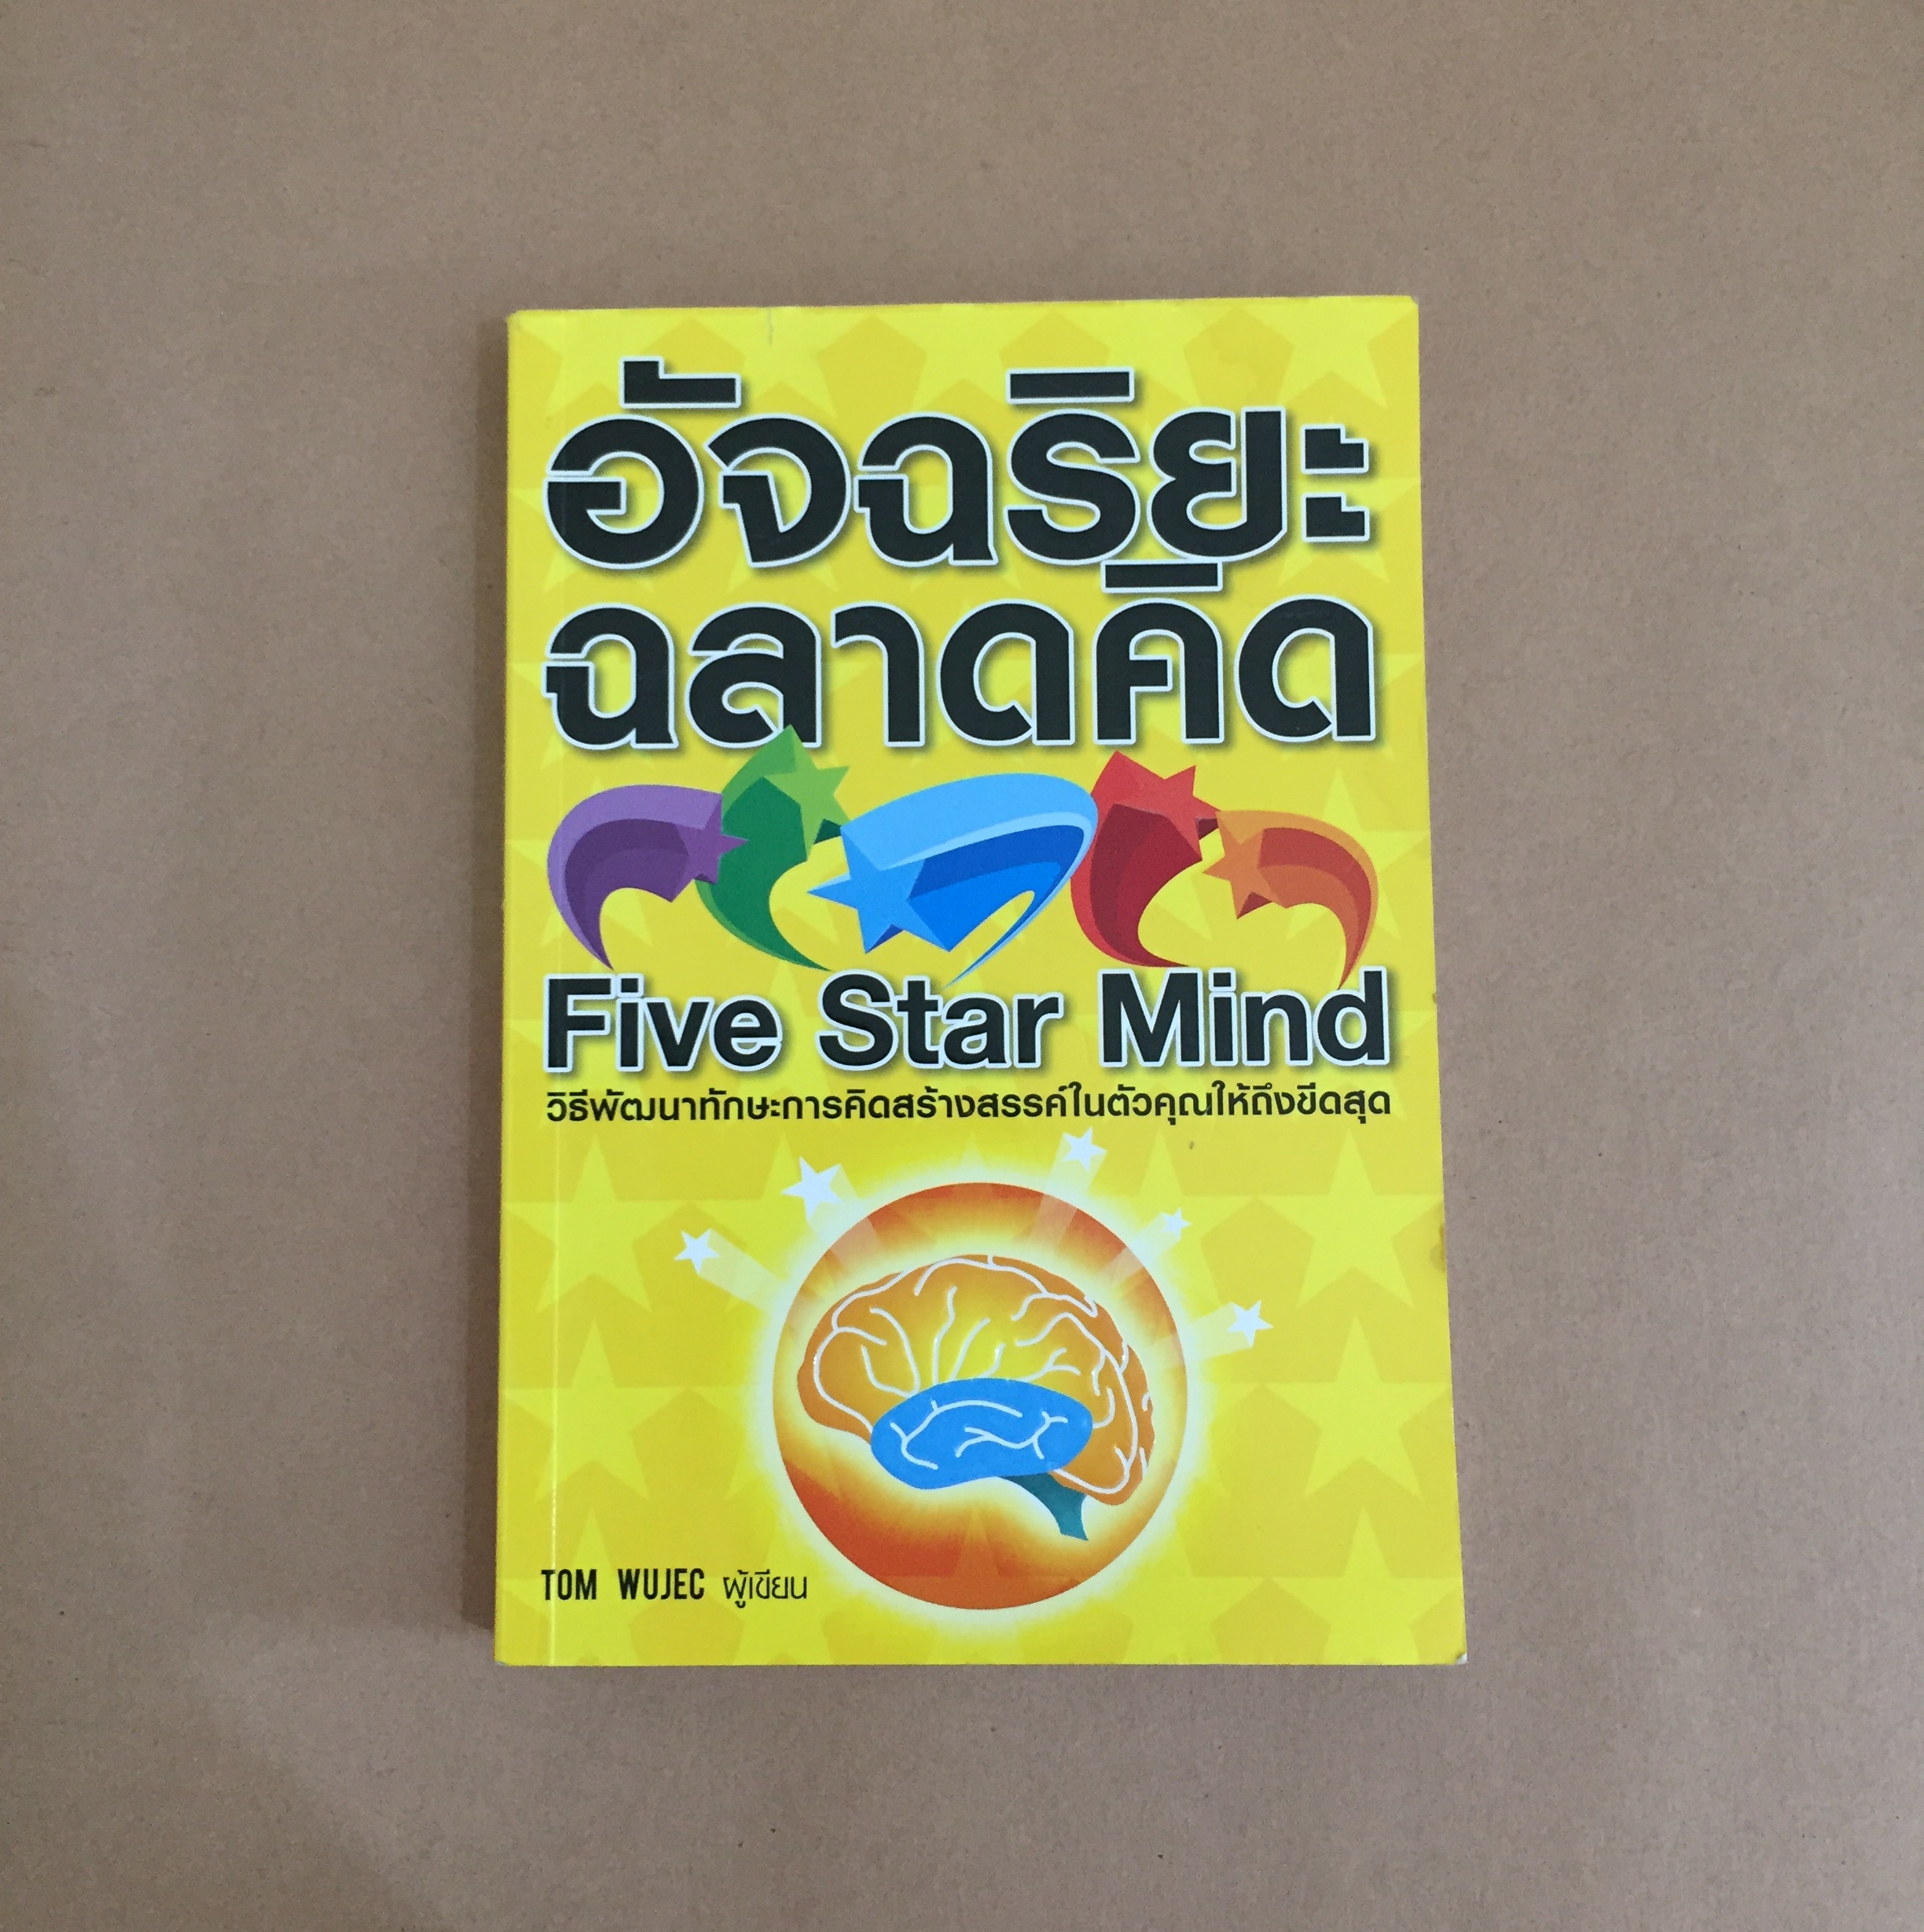 อัจฉริยะ
ฉลาดคิด
Five Star Mind
วิธีพัฒนาทักษะการคิดสร้างสรรค์ในตัวคุณให้ถึงขีดสุด
TOM WUJEC ผู้เขียน